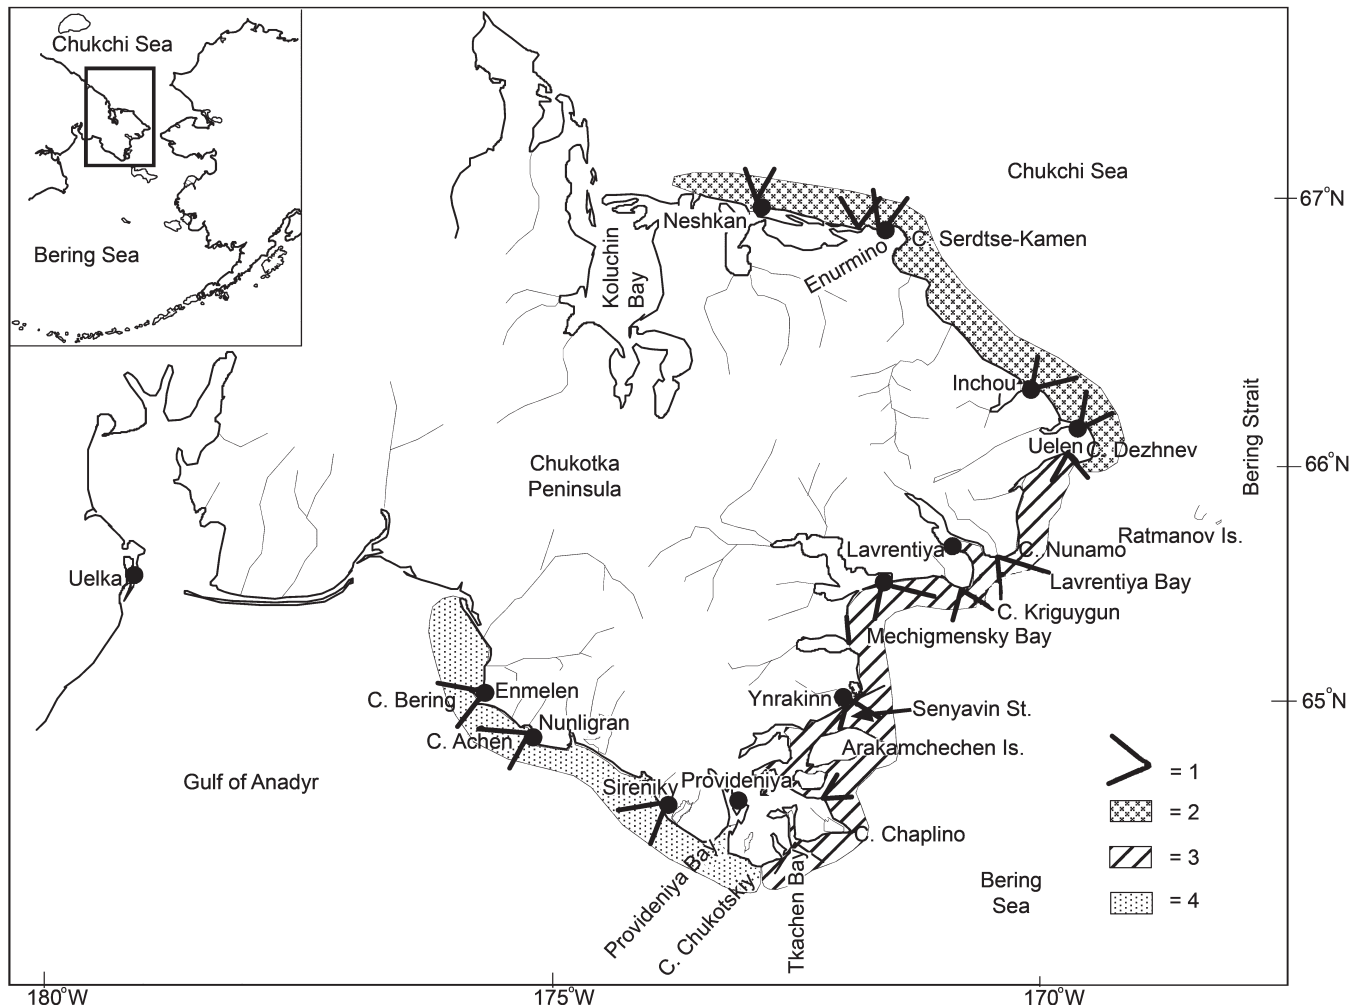 Chukchi Sea
Bering Sea
Chukchi Sea
67°N
Neshkan
C. Serdtse-Kamen
Enurmino
Koluchin
Bay
Inchou
Bering Strait
Uelen
C. Dezhnev
66°N
Chukotka
Peninsula
Ratmanov Is.
Lavrentiya
C. Nunamo
Lavrentiya Bay
Uelka
C. Kriguygun
Mechigmensky Bay
Ynrakinn
65°N
C. Bering
Enmelen
Senyavin St.
Nunligran
C. Achen
Arakamchechen Is.
Gulf of Anadyr
Sireniky
Provideniya
C. Chaplino
= 1
= 2
= 3
= 4
Provideniya Bay
C. Chukotskiy
Tkachen Bay
Bering
Sea
180°W
175°W
170°W